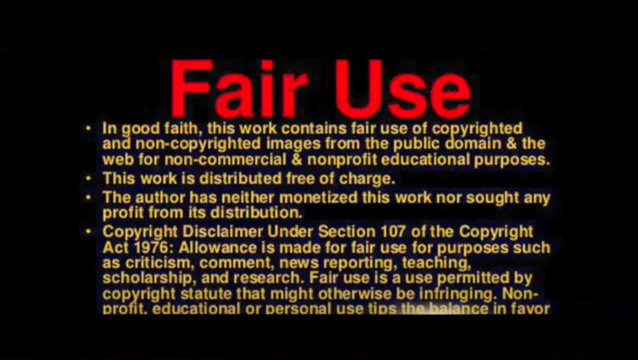 Fair Use
• In good faith, this work contains fair use of copyrighted
and non-copyrighted images from the public domain & the
web for non-commercial & nonprofit educational purposes.
• This work is distributed free of charge.
• The author has neither monetized this work nor sought any
profit from its distribution.
• Copyright Disclaimer Under Section 107 of the Copyright
Act 1976: Allowance is made for fair use for purposes such
as criticism, comment, news reporting, teaching,
scholarship, and research. Fair use is a use permitted by
copyright statute that might otherwise be infringing. Non-
profit, educational or personal use tips the balance in favor